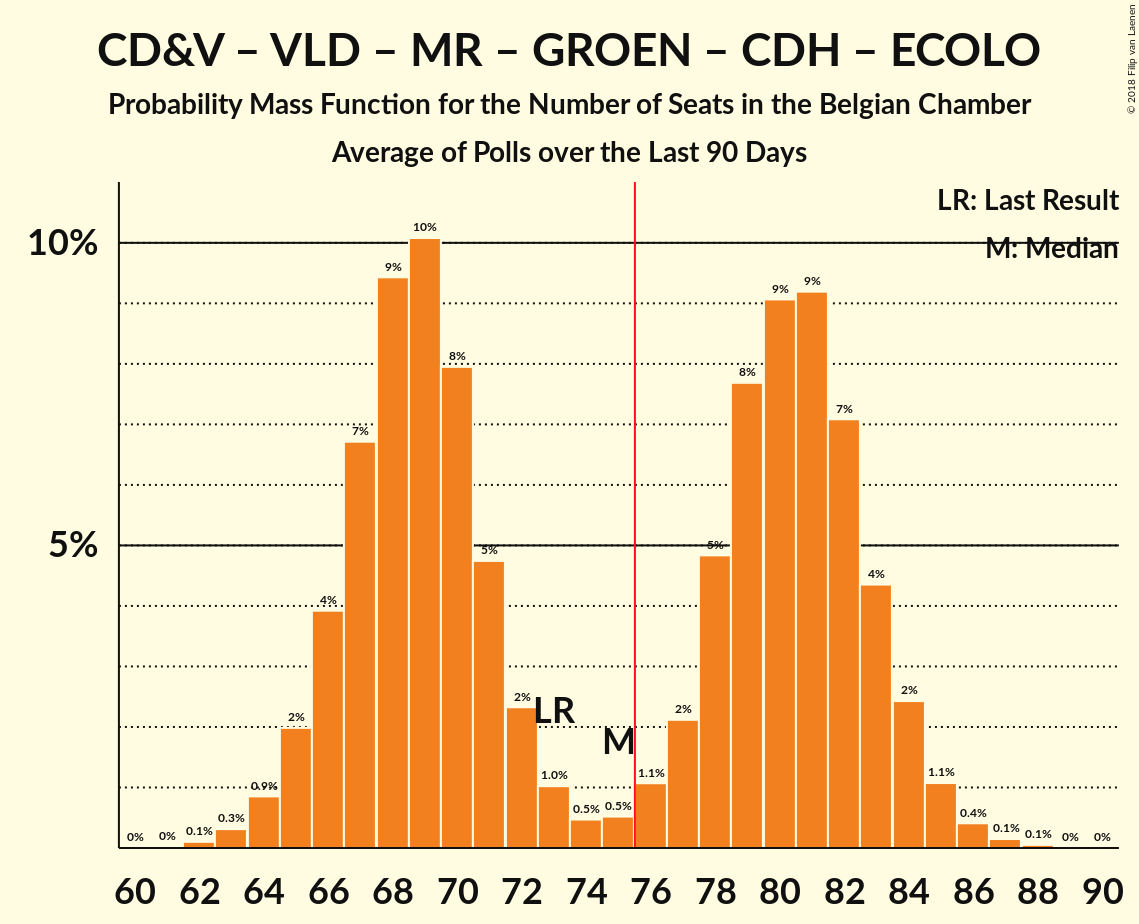 CD&V – VLD – MR – GROEN – CDH – ECOLO
Probability Mass Function for the Number of Seats in the Belgian Chamber
Average of Polls over the Last 90 Days
© 2018 Filip van Laenen
LR: Last Result
M: Median
10%
5%
0% 0% 0.1% 0.3% 0.9% 2% 4% 7% 9% 10% 8% 5% 2% 1.0% 0.5% 0.5% 1.1% 2% 5% 8% 9% 9% 7% 4% 2% 1.1% 0.4% 0.1% 0.1% 0% 0%
LR
M
60 62 64 66 68 70 72 74 76 78 80 82 84 86 88 90